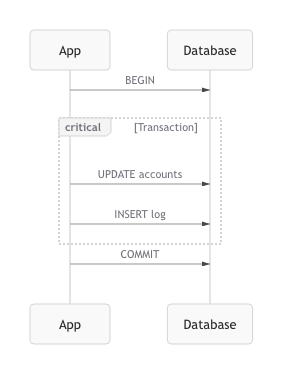 App
Database
BEGIN
critical
[Transaction]
UPDATE accounts
INSERT log
COMMIT
App
Database